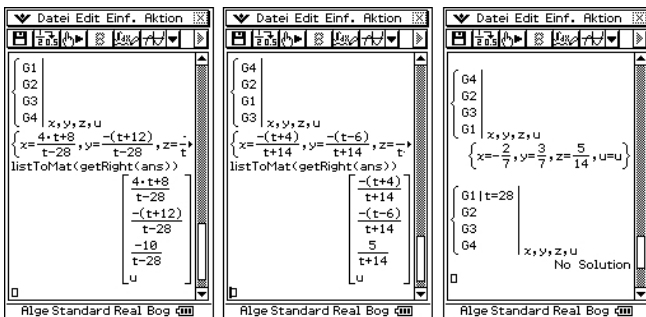 Datei Edit Einf. Aktion
G1
G2
G3
G4 x,y,z,u
{x=4·t+8/t-28, y=-(t+12)/t-28, z=-/t
listToMat(getRight(ans))
[4·t+8/t-28
-(t+12)/t-28
-10/t-28
u]
Alge Standard Real Bog
Datei Edit Einf. Aktion
G4
G2
G1
G3 x,y,z,u
{x=-(t+4)/t+14, y=-(t-6)/t+14, z=/t
listToMat(getRight(ans))
[-(t+4)/t+14
-(t-6)/t+14
5/t+14
u]
Alge Standard Real Bog
Datei Edit Einf. Aktion
G4
G2
G3
G1 x,y,z,u
{x=-2/7, y=3/7, z=5/14, u=u}
G1|t=28
G2
G3
G4 x,y,z,u
No Solution
Alge Standard Real Bog